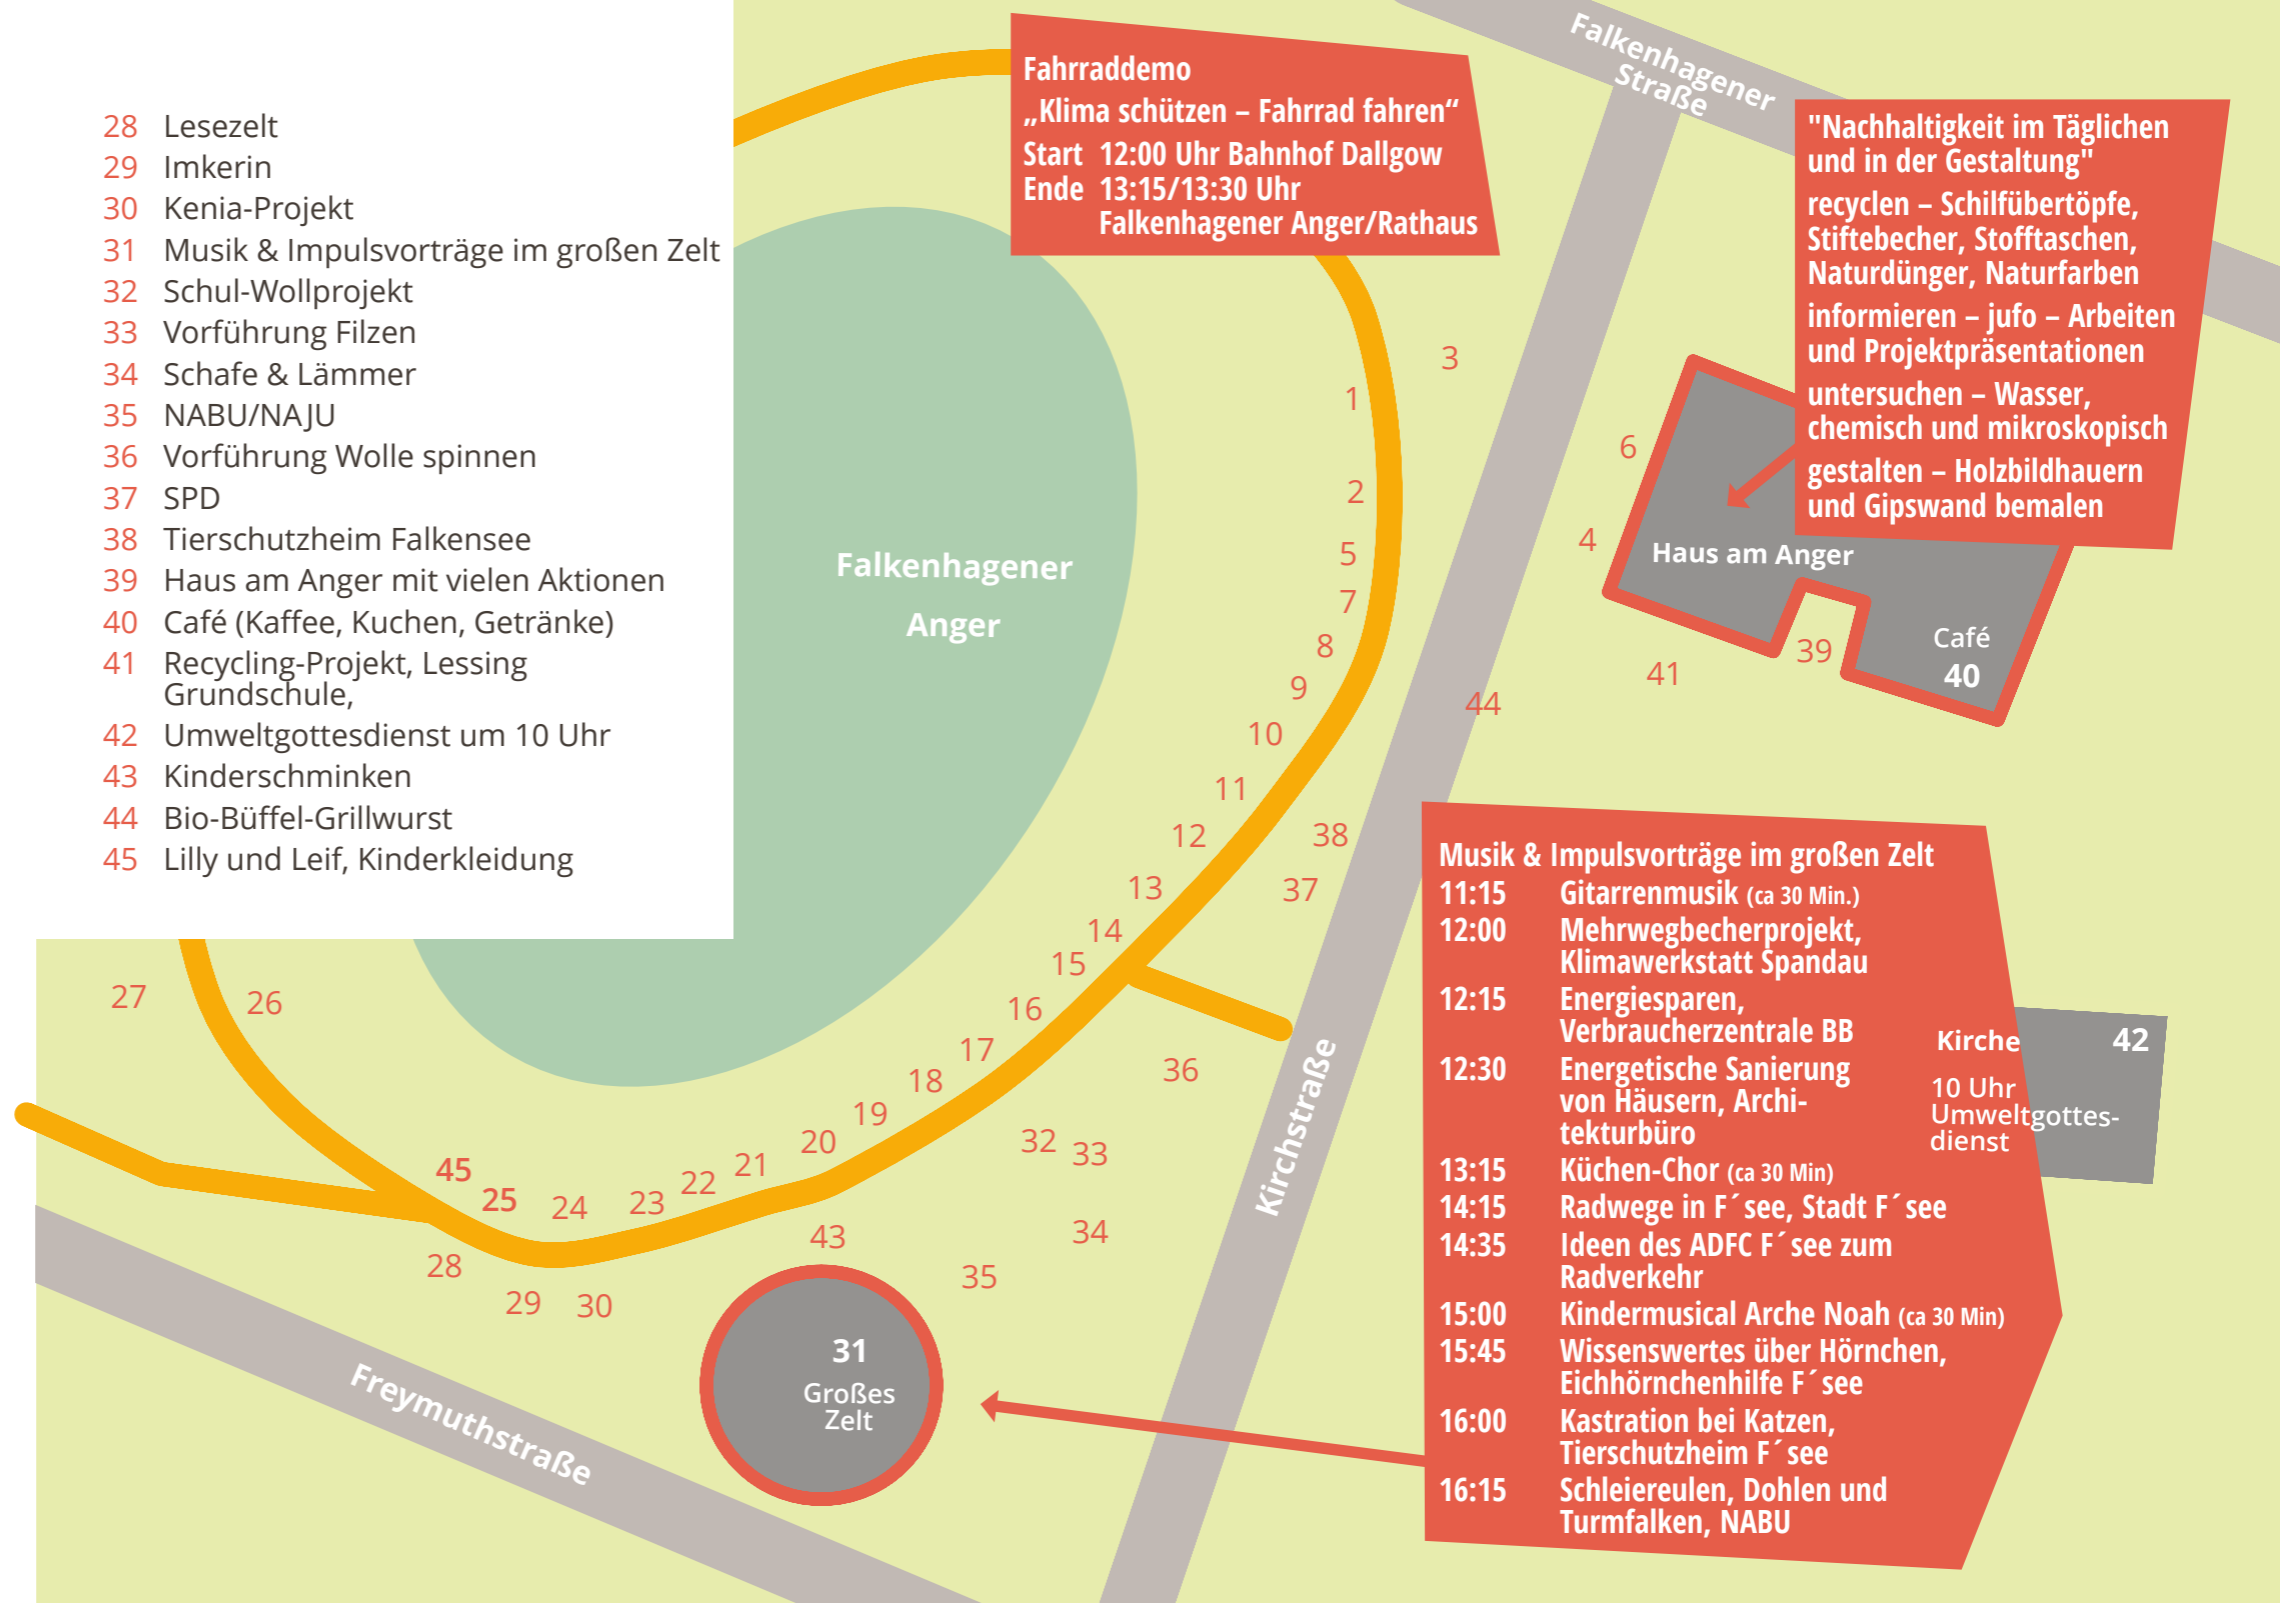 28 Lesezelt
29 Imkerin
30 Kenia-Projekt
31 Musik & Impulsvorträge im großen Zelt
32 Schul-Wollprojekt
33 Vorführung Filzen
34 Schafe & Lämmer
35 NABU/NAJU
36 Vorführung Wolle spinnen
37 SPD
38 Tierschutzheim Falkensee
39 Haus am Anger mit vielen Aktionen
40 Café (Kaffee, Kuchen, Getränke)
41 Recycling-Projekt, Lessing
Grundschule,
42 Umweltgottesdienst um 10 Uhr
43 Kinderschminken
44 Bio-Büffel-Grillwurst
45 Lilly und Leif, Kinderkleidung
Fahrraddemo
„Klima schützen – Fahrrad fahren“
Start 12:00 Uhr Bahnhof Dallgow
Ende 13:15/13:30 Uhr
Falkenhagener Anger/Rathaus
Falkenhagener
Straße
"Nachhaltigkeit im Täglichen
und in der Gestaltung"
recyclen – Schilfübertöpfe,
Stiftebecher, Stofftaschen,
Naturdünger, Naturfarben
informieren – jufo – Arbeiten
und Projektpräsentationen
untersuchen – Wasser,
chemisch und mikroskopisch
gestalten – Holzbildhauern
und Gipswand bemalen
Haus am Anger
Café
40
Falkenhagener
Anger
3
1
6
2
4
5
7
8
39
41
9
44
10
11
12
38
13
37
14
15
27
26
16
17
36
18
19
20
32
33
21
45
22
25
23
24
43
34
28
35
29
30
31
Großes
Zelt
Kirchstraße
Freymuthstraße
Musik & Impulsvorträge im großen Zelt
11:15 Gitarrenmusik (ca 30 Min.)
12:00 Mehrwegbecherprojekt,
Klimawerkstatt Spandau
12:15 Energiesparen,
Verbraucherzentrale BB
12:30 Energetische Sanierung
von Häusern, Archi-
tekturbüro
13:15 Küchen-Chor (ca 30 Min)
14:15 Radwege in F´see, Stadt F´see
14:35 Ideen des ADFC F´see zum
Radverkehr
15:00 Kindermusical Arche Noah (ca 30 Min)
15:45 Wissenswertes über Hörnchen,
Eichhörnchenhilfe F´see
16:00 Kastration bei Katzen,
Tierschutzheim F´see
16:15 Schleiereulen, Dohlen und
Turmfalken, NABU
Kirche 42
10 Uhr
Umweltgottes-
dienst